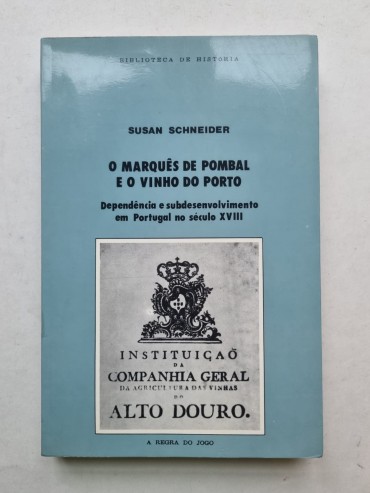 BIBLIOTECA DE HISTÓRIA
SUSAN SCHNEIDER
O MARQUÊS DE POMBAL
E O VINHO DO PORTO
Dependência e subdesenvolvimento
em Portugal no século XVIII
INSTITUIÇAÕ
DA
COMPANHIA GERAL
DA AGRICULTURA DAS VINHAS
DO
ALTO DOURO.
A REGRA DO JOGO